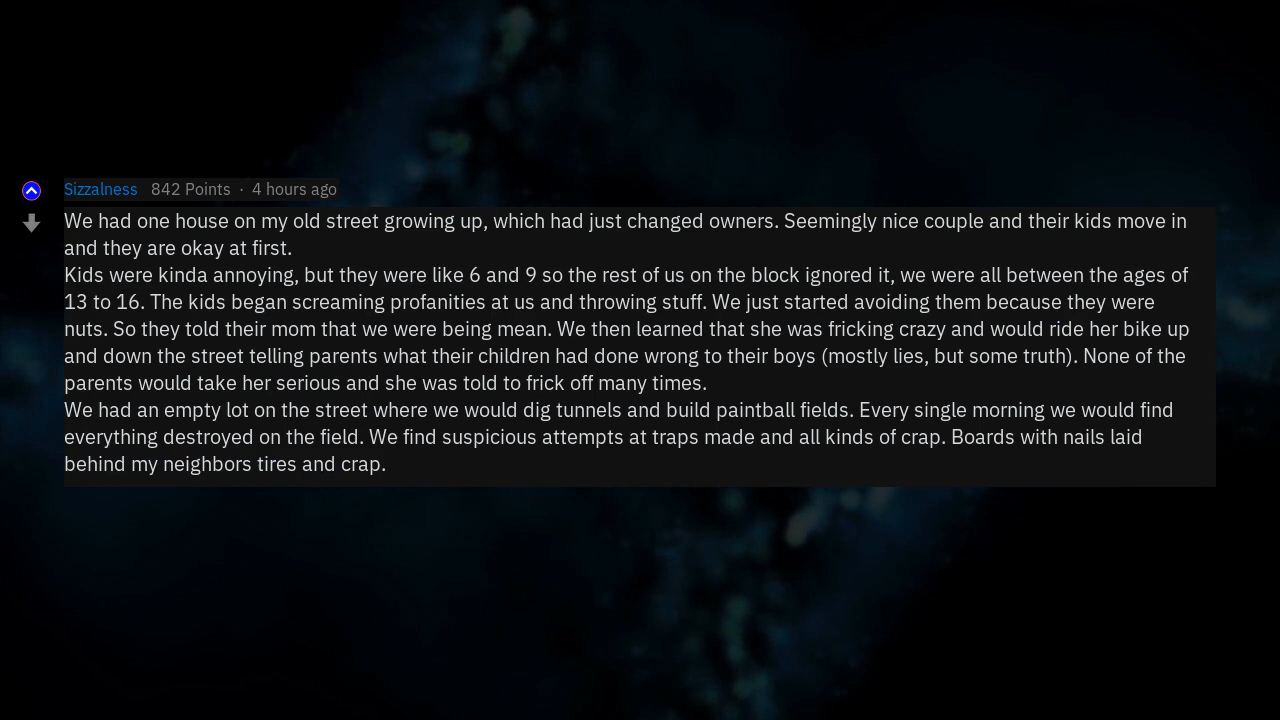 Sizzalness 842 Points · 4 hours ago
We had one house on my old street growing up, which had just changed owners. Seemingly nice couple and their kids move in
and they are okay at first.
Kids were kinda annoying, but they were like 6 and 9 so the rest of us on the block ignored it, we were all between the ages of
13 to 16. The kids began screaming profanities at us and throwing stuff. We just started avoiding them because they were
nuts. So they told their mom that we were being mean. We then learned that she was fricking crazy and would ride her bike up
and down the street telling parents what their children had done wrong to their boys (mostly lies, but some truth). None of the
parents would take her serious and she was told to frick off many times.
We had an empty lot on the street where we would dig tunnels and build paintball fields. Every single morning we would find
everything destroyed on the field. We find suspicious attempts at traps made and all kinds of crap. Boards with nails laid
behind my neighbors tires and crap.